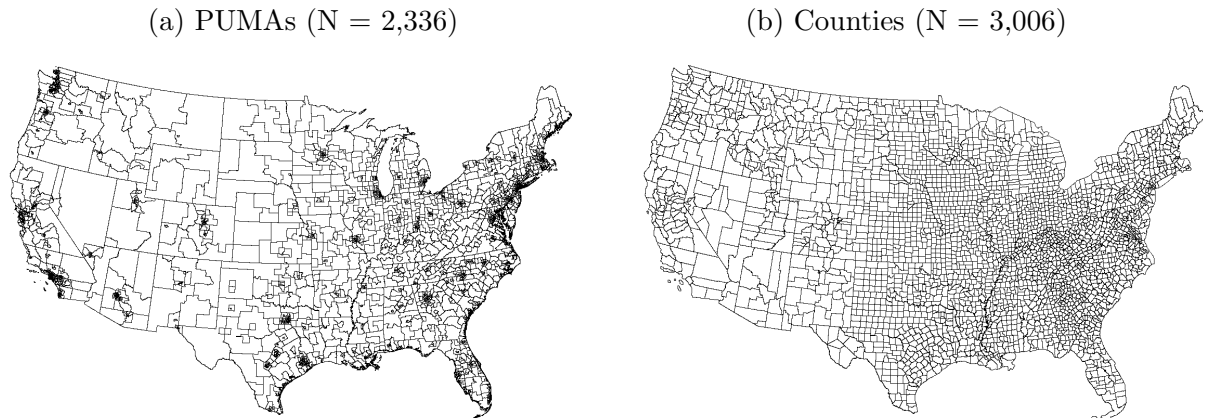 (a) PUMAs (N = 2,336)
(b) Counties (N = 3,006)